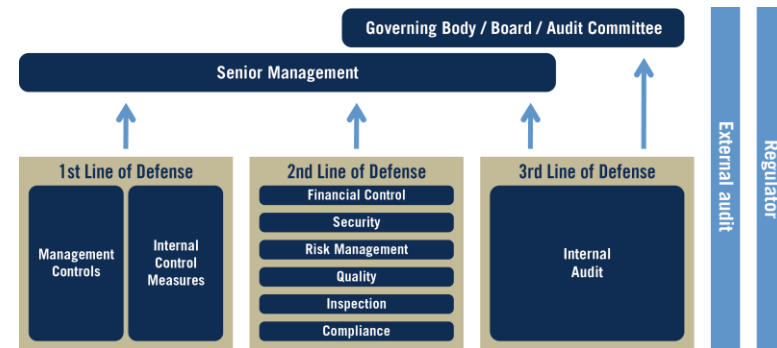 Governing Body / Board / Audit Committee
Senior Management
1st Line of Defense
Management
Controls
Internal
Control
Measures
2nd Line of Defense
Financial Control
Security
Risk Management
Quality
Inspection
Compliance
3rd Line of Defense
Internal
Audit
External audit
Regulator